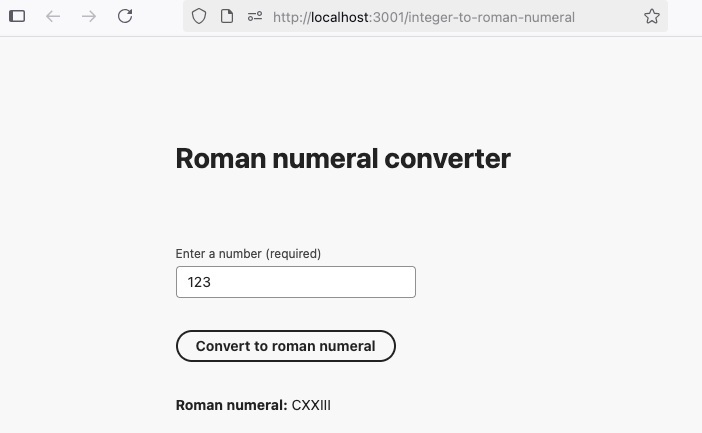 http://localhost:3001/integer-to-roman-numeral
Roman numeral converter
Enter a number (required)
123
Convert to roman numeral
Roman numeral: CXXIII